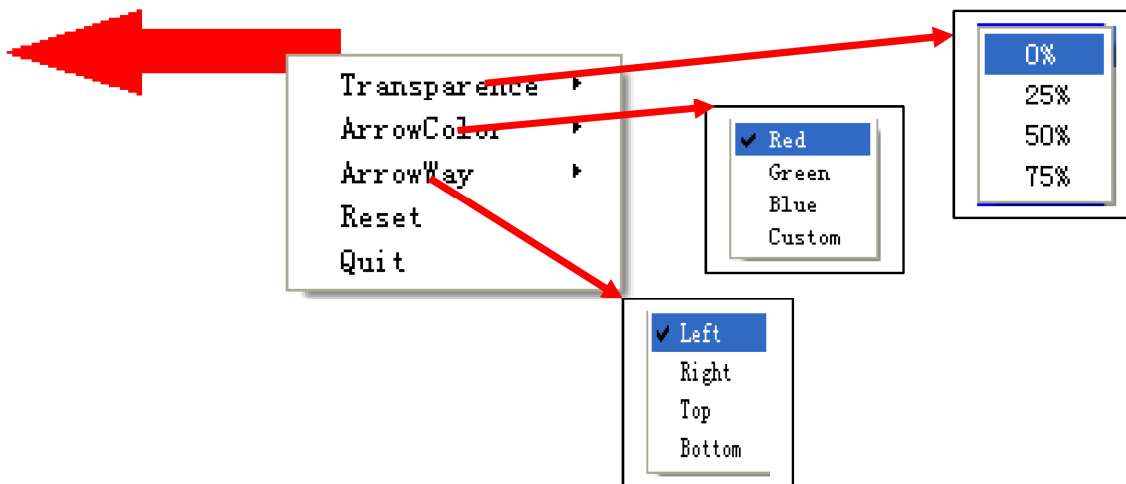 Transparence
ArrowColor
ArrowWay
Reset
Quit
0%
25%
50%
75%
Red
Green
Blue
Custom
Left
Right
Top
Bottom